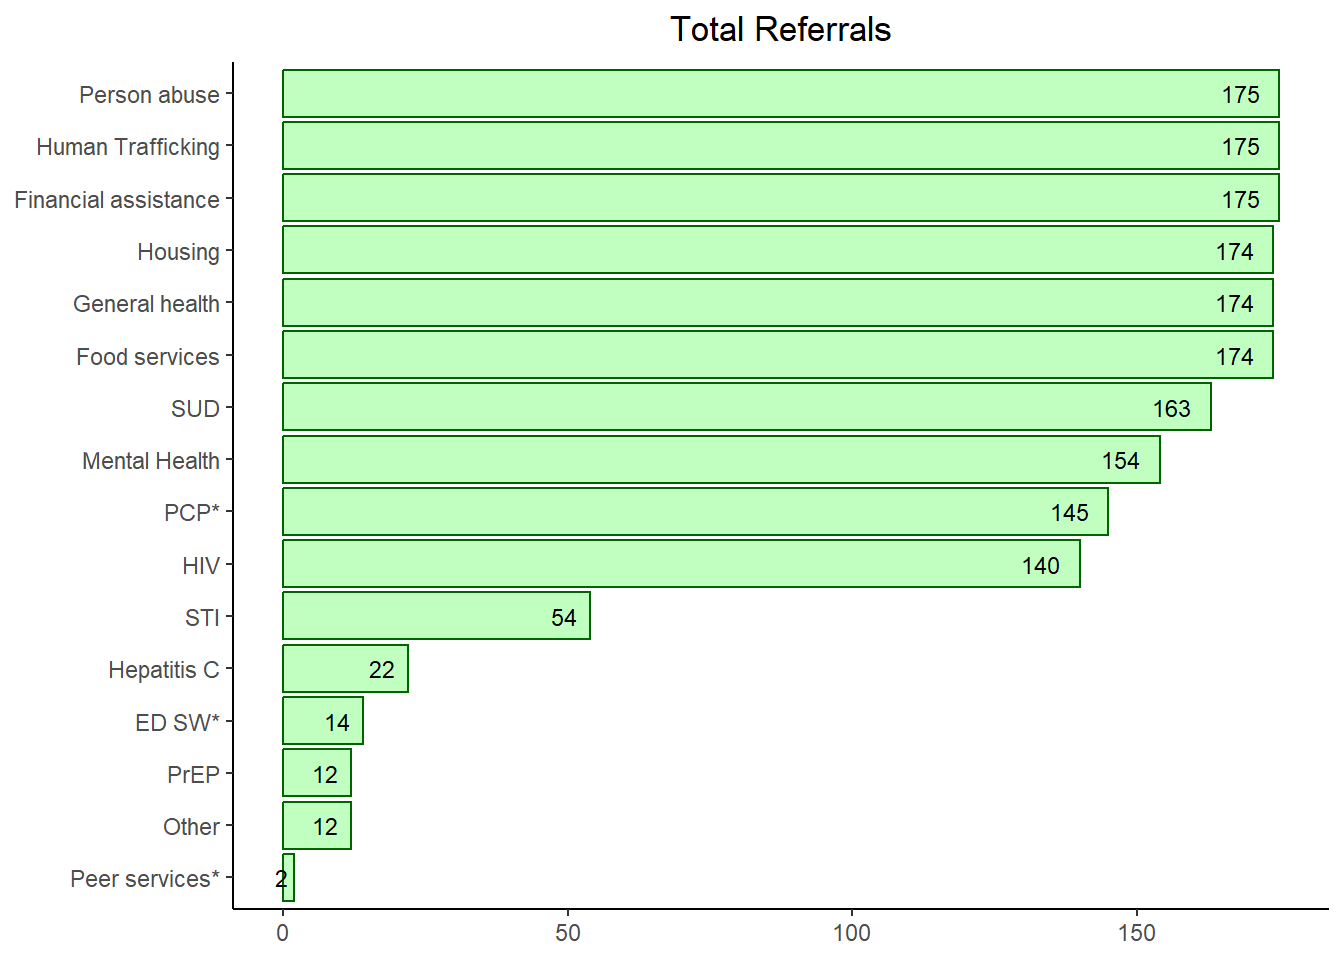 Total Referrals
Person abuse 175
Human Trafficking 175
Financial assistance 175
Housing 174
General health 174
Food services 174
SUD 163
Mental Health 154
PCP* 145
HIV 140
STI 54
Hepatitis C 22
ED SW* 14
PrEP 12
Other 12
Peer services* 2
0 50 100 150